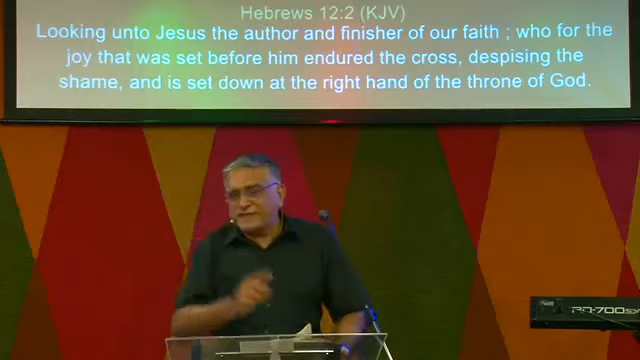 Hebrews 12:2 (KJV)
Looking unto Jesus the author and finisher of our faith ; who for the
joy that was set before him endured the cross, despising the
shame, and is set down at the right hand of the throne of God.
RD-700SX